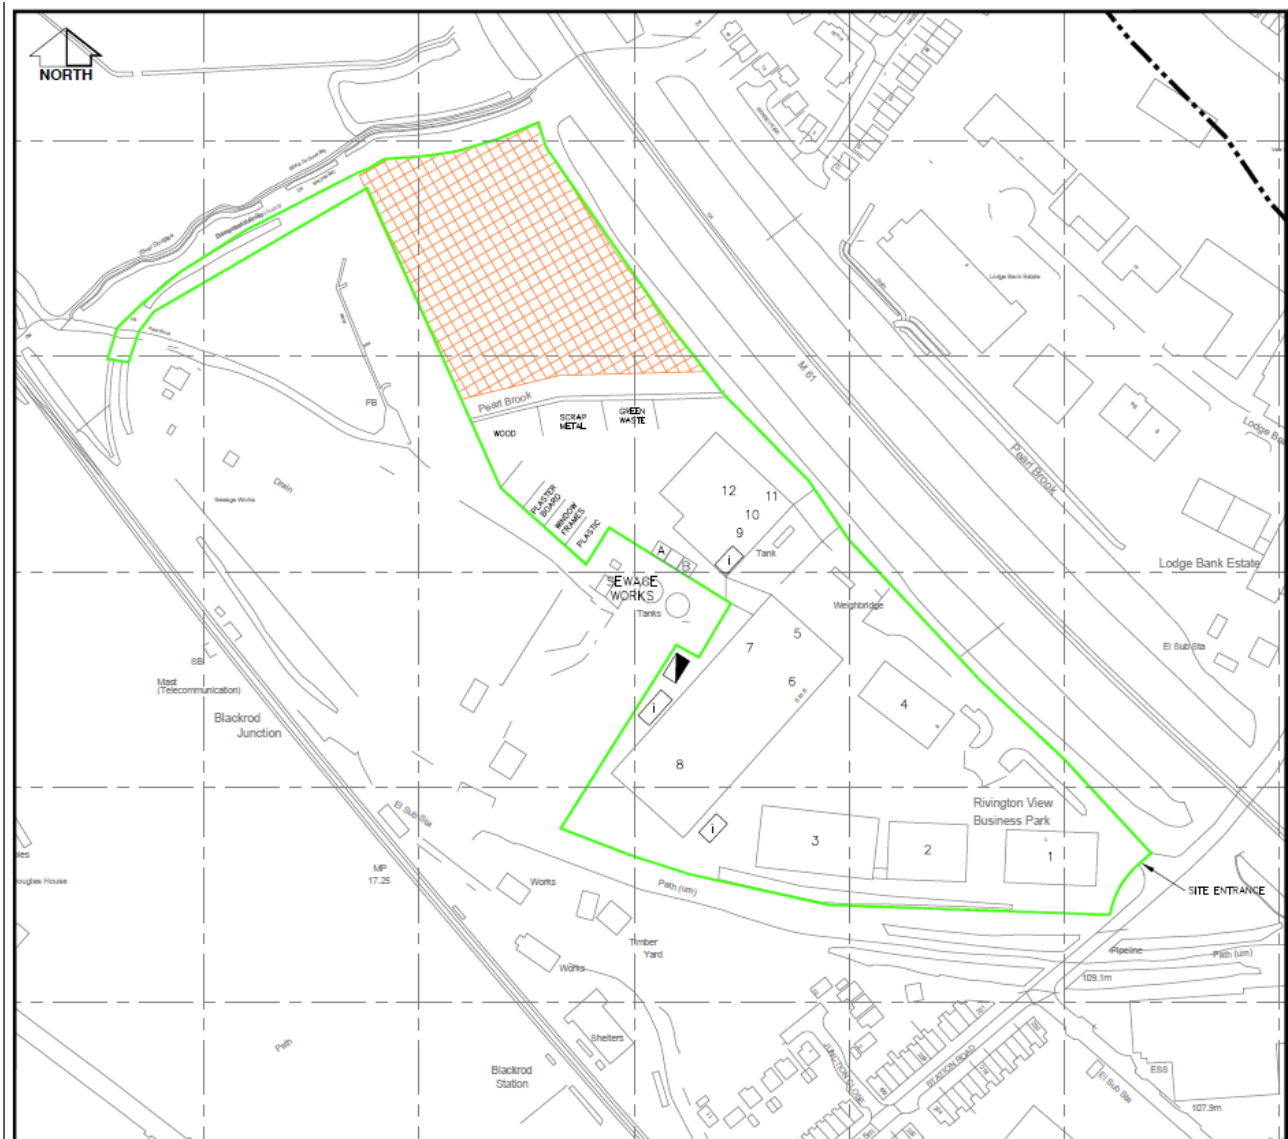 NORTH
M 61
Lodge Bank Estate
Pearl Brook
FB
WOOD
SCRAP
METAL
GREEN
WASTE
Pearl Brook
Drain
Sewage Works
PLASTER
BOARD
WINDOW
FRAMES
PLASTIC
12
11
10
9
Tank
A
B
i
SEWAGE
WORKS
Tanks
Lodge Bank Estate
Weighbridge
El Sub Sta
5
7
6
SB
Mast
(Telecommunication)
4
Blackrod
Junction
i
8
El Sub Sta
Rivington View
Business Park
i
3
2
1
MP
17.25
ouglas House
Works
Path (um)
SITE ENTRANCE
Timber
Yard
Works
Pipeline
Path (um)
109.1m
Shelters
Path
Blackrod
Station
JUNCTION CLOSE
STATION ROAD
ESS
El Sub Sta
107.9m